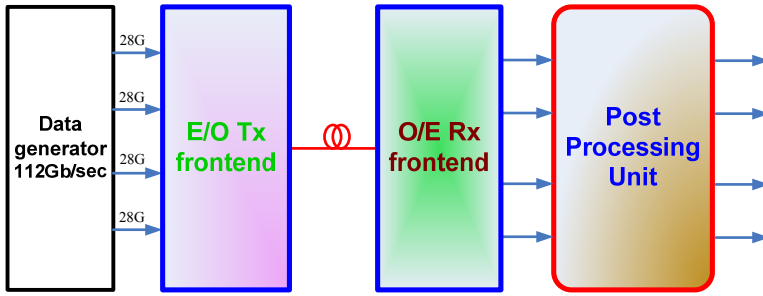 28G
28G
28G
28G
Data
generator
112Gb/sec
E/O Tx
frontend
O/E Rx
frontend
Post
Processing
Unit